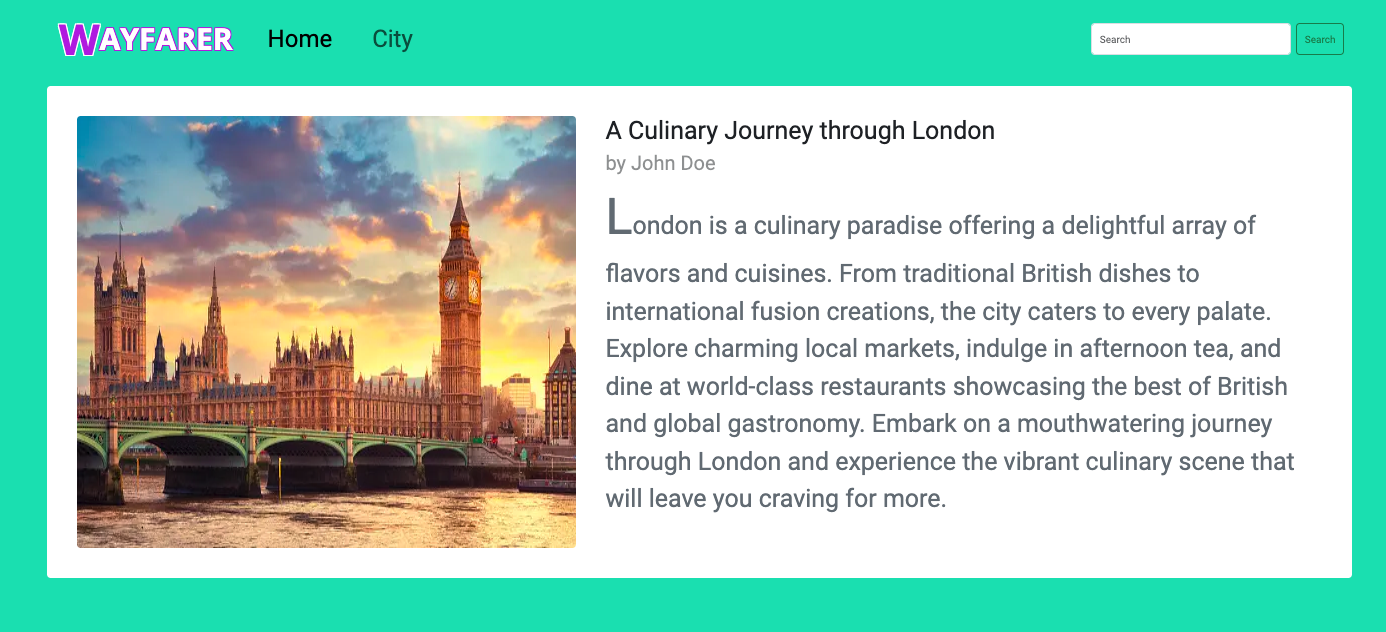 WAYFARER Home City Search Search
A Culinary Journey through London
by John Doe
London is a culinary paradise offering a delightful array of
flavors and cuisines. From traditional British dishes to
international fusion creations, the city caters to every palate.
Explore charming local markets, indulge in afternoon tea, and
dine at world-class restaurants showcasing the best of British
and global gastronomy. Embark on a mouthwatering journey
through London and experience the vibrant culinary scene that
will leave you craving for more.